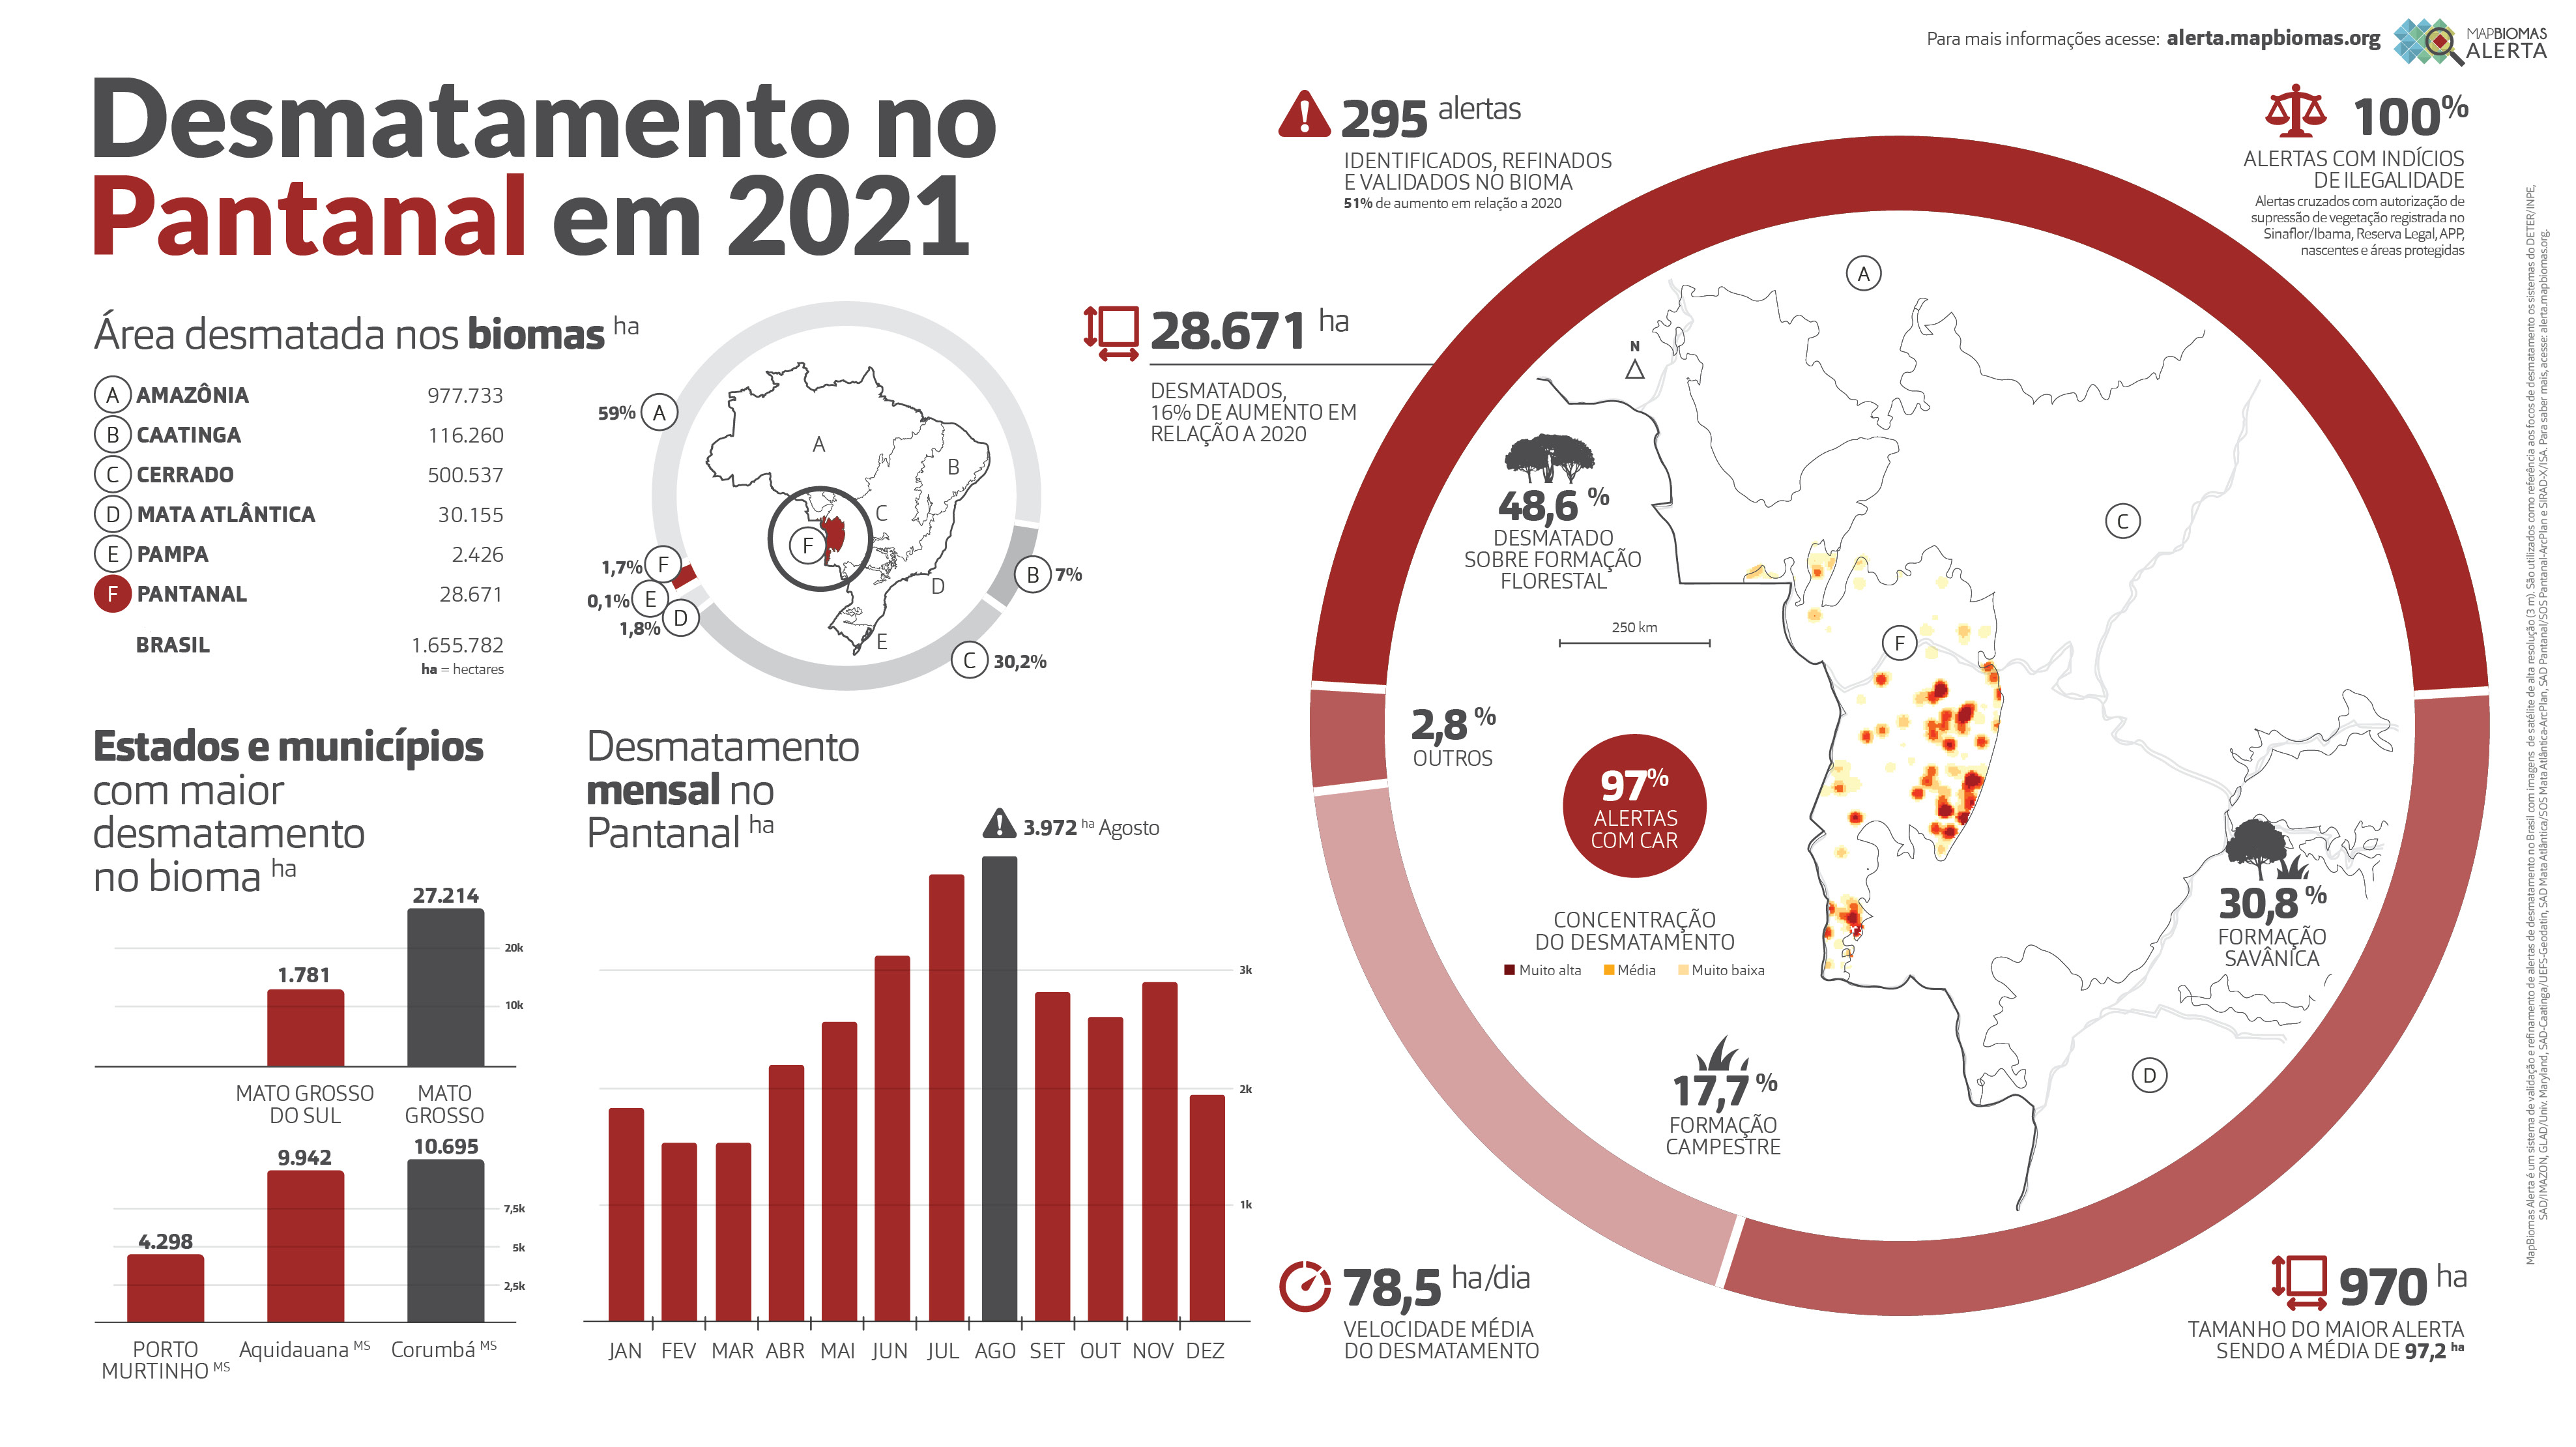 Para mais informações acesse: alerta.mapbiomas.org
MAPBIOMAS
ALERTA
Desmatamento no
Pantanal em 2021
Área desmatada nos biomas ha
A AMAZÔNIA 977.733
B CAATINGA 116.260
C CERRADO 500.537
D MATA ATLÂNTICA 30.155
E PAMPA 2.426
F PANTANAL 28.671
BRASIL 1.655.782
ha = hectares
59% A
1,7% F
0,1% E
1,8% D
B 7%
C 30,2%
A
B
C
F
D
E
295 alertas
IDENTIFICADOS, REFINADOS
E VALIDADOS NO BIOMA
51% de aumento em relação a 2020
28.671 ha
DESMATADOS,
16% DE AUMENTO EM
RELAÇÃO A 2020
100%
ALERTAS COM INDÍCIOS
DE ILEGALIDADE
Alertas cruzados com autorização de
supressão de vegetação registrada no
Sinaflor/Ibama, Reserva Legal, APP,
nascentes e áreas protegidas
Estados e municípios
com maior
desmatamento
no bioma ha
27.214
1.781
20k
10k
MATO GROSSO
DO SUL
MATO
GROSSO
10.695
9.942
4.298
7,5k
5k
2,5k
PORTO
MURTINHO MS
Aquidauana MS
Corumbá MS
Desmatamento
mensal no
Pantanal ha
3.972 ha Agosto
3k
2k
1k
JAN FEV MAR ABR MAI JUN JUL AGO SET OUT NOV DEZ
A
N
48,6 %
DESMATADO
SOBRE FORMAÇÃO
FLORESTAL
250 km
C
F
2,8 %
OUTROS
97%
ALERTAS
COM CAR
CONCENTRAÇÃO
DO DESMATAMENTO
Muito alta Média Muito baixa
30,8 %
FORMAÇÃO
SAVÂNICA
17,7 %
FORMAÇÃO
CAMPESTRE
D
78,5 ha/dia
VELOCIDADE MÉDIA
DO DESMATAMENTO
970 ha
TAMANHO DO MAIOR ALERTA
SENDO A MÉDIA DE 97,2 ha
MapBiomas Alerta é um sistema de validação e refinamento de alertas de desmatamento no Brasil com imagens de satélite de alta resolução (3 m). São utilizados como referência aos focos de desmatamento os sistemas do DETER/INPE,
SAD/IMAZON, GLAD/Univ. Maryland, SAD-Caatinga/UEFS-Geodatin, SAD Mata Atlântica/SOS Mata Atlântica-ArcPlan, SAD Pantanal/SOS Pantanal-ArcPlan e SIRAD-X/ISA. Para saber mais, acesse: alerta.mapbiomas.org.